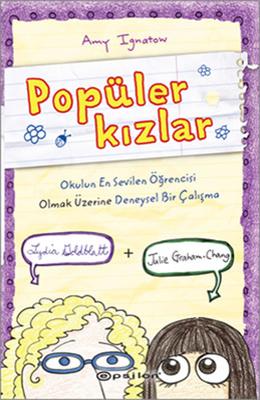 Amy Ignatow
Popüler
kızlar
Okulun En Sevilen Öğrencisi
Olmak Üzerine Deneysel Bir Çalışma
Lydia Goldblatt
+
Julie Graham-Chang
epsilon